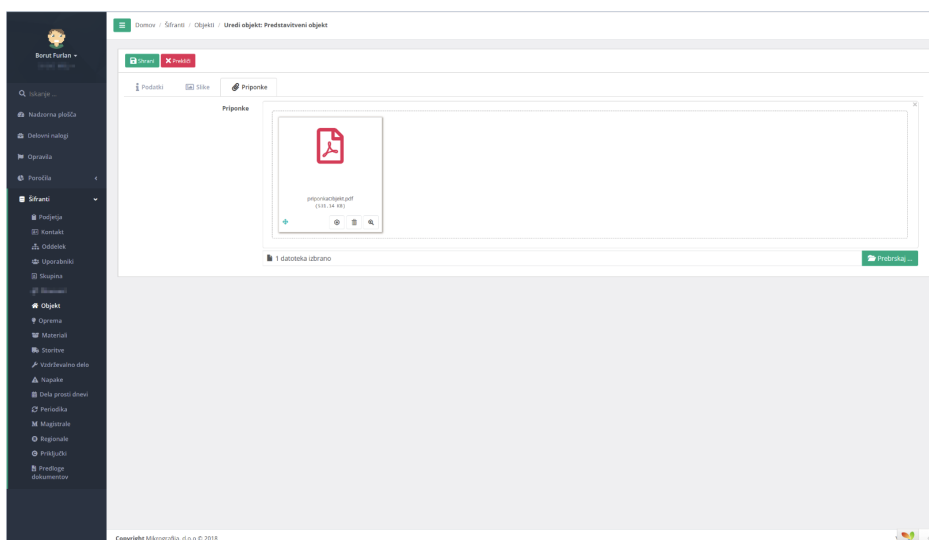 Borut Furlan
Iskanje ...
Nadzorna plošča
Delovni nalogi
Opravila
Poročila
Šifranti
Podjetja
Kontakt
Oddelek
Uporabniki
Skupina
Objekt
Oprema
Materiali
Storitve
Vzdrževalno delo
Napake
Dela prosti dnevi
Periodika
Magistrale
Regionale
Priključki
Predloge
dokumentov
Domov / Šifranti / Objekti / Uredi objekt: Predstavitveni objekt
Shrani Prekliči
Podatki Slike Priponke
Priponke
priponkaObjekt.pdf
(531.14 KB)
1 datoteka izbrano
Prebrskaj ...
Copyright Mikrografija, d.o.o © 2018